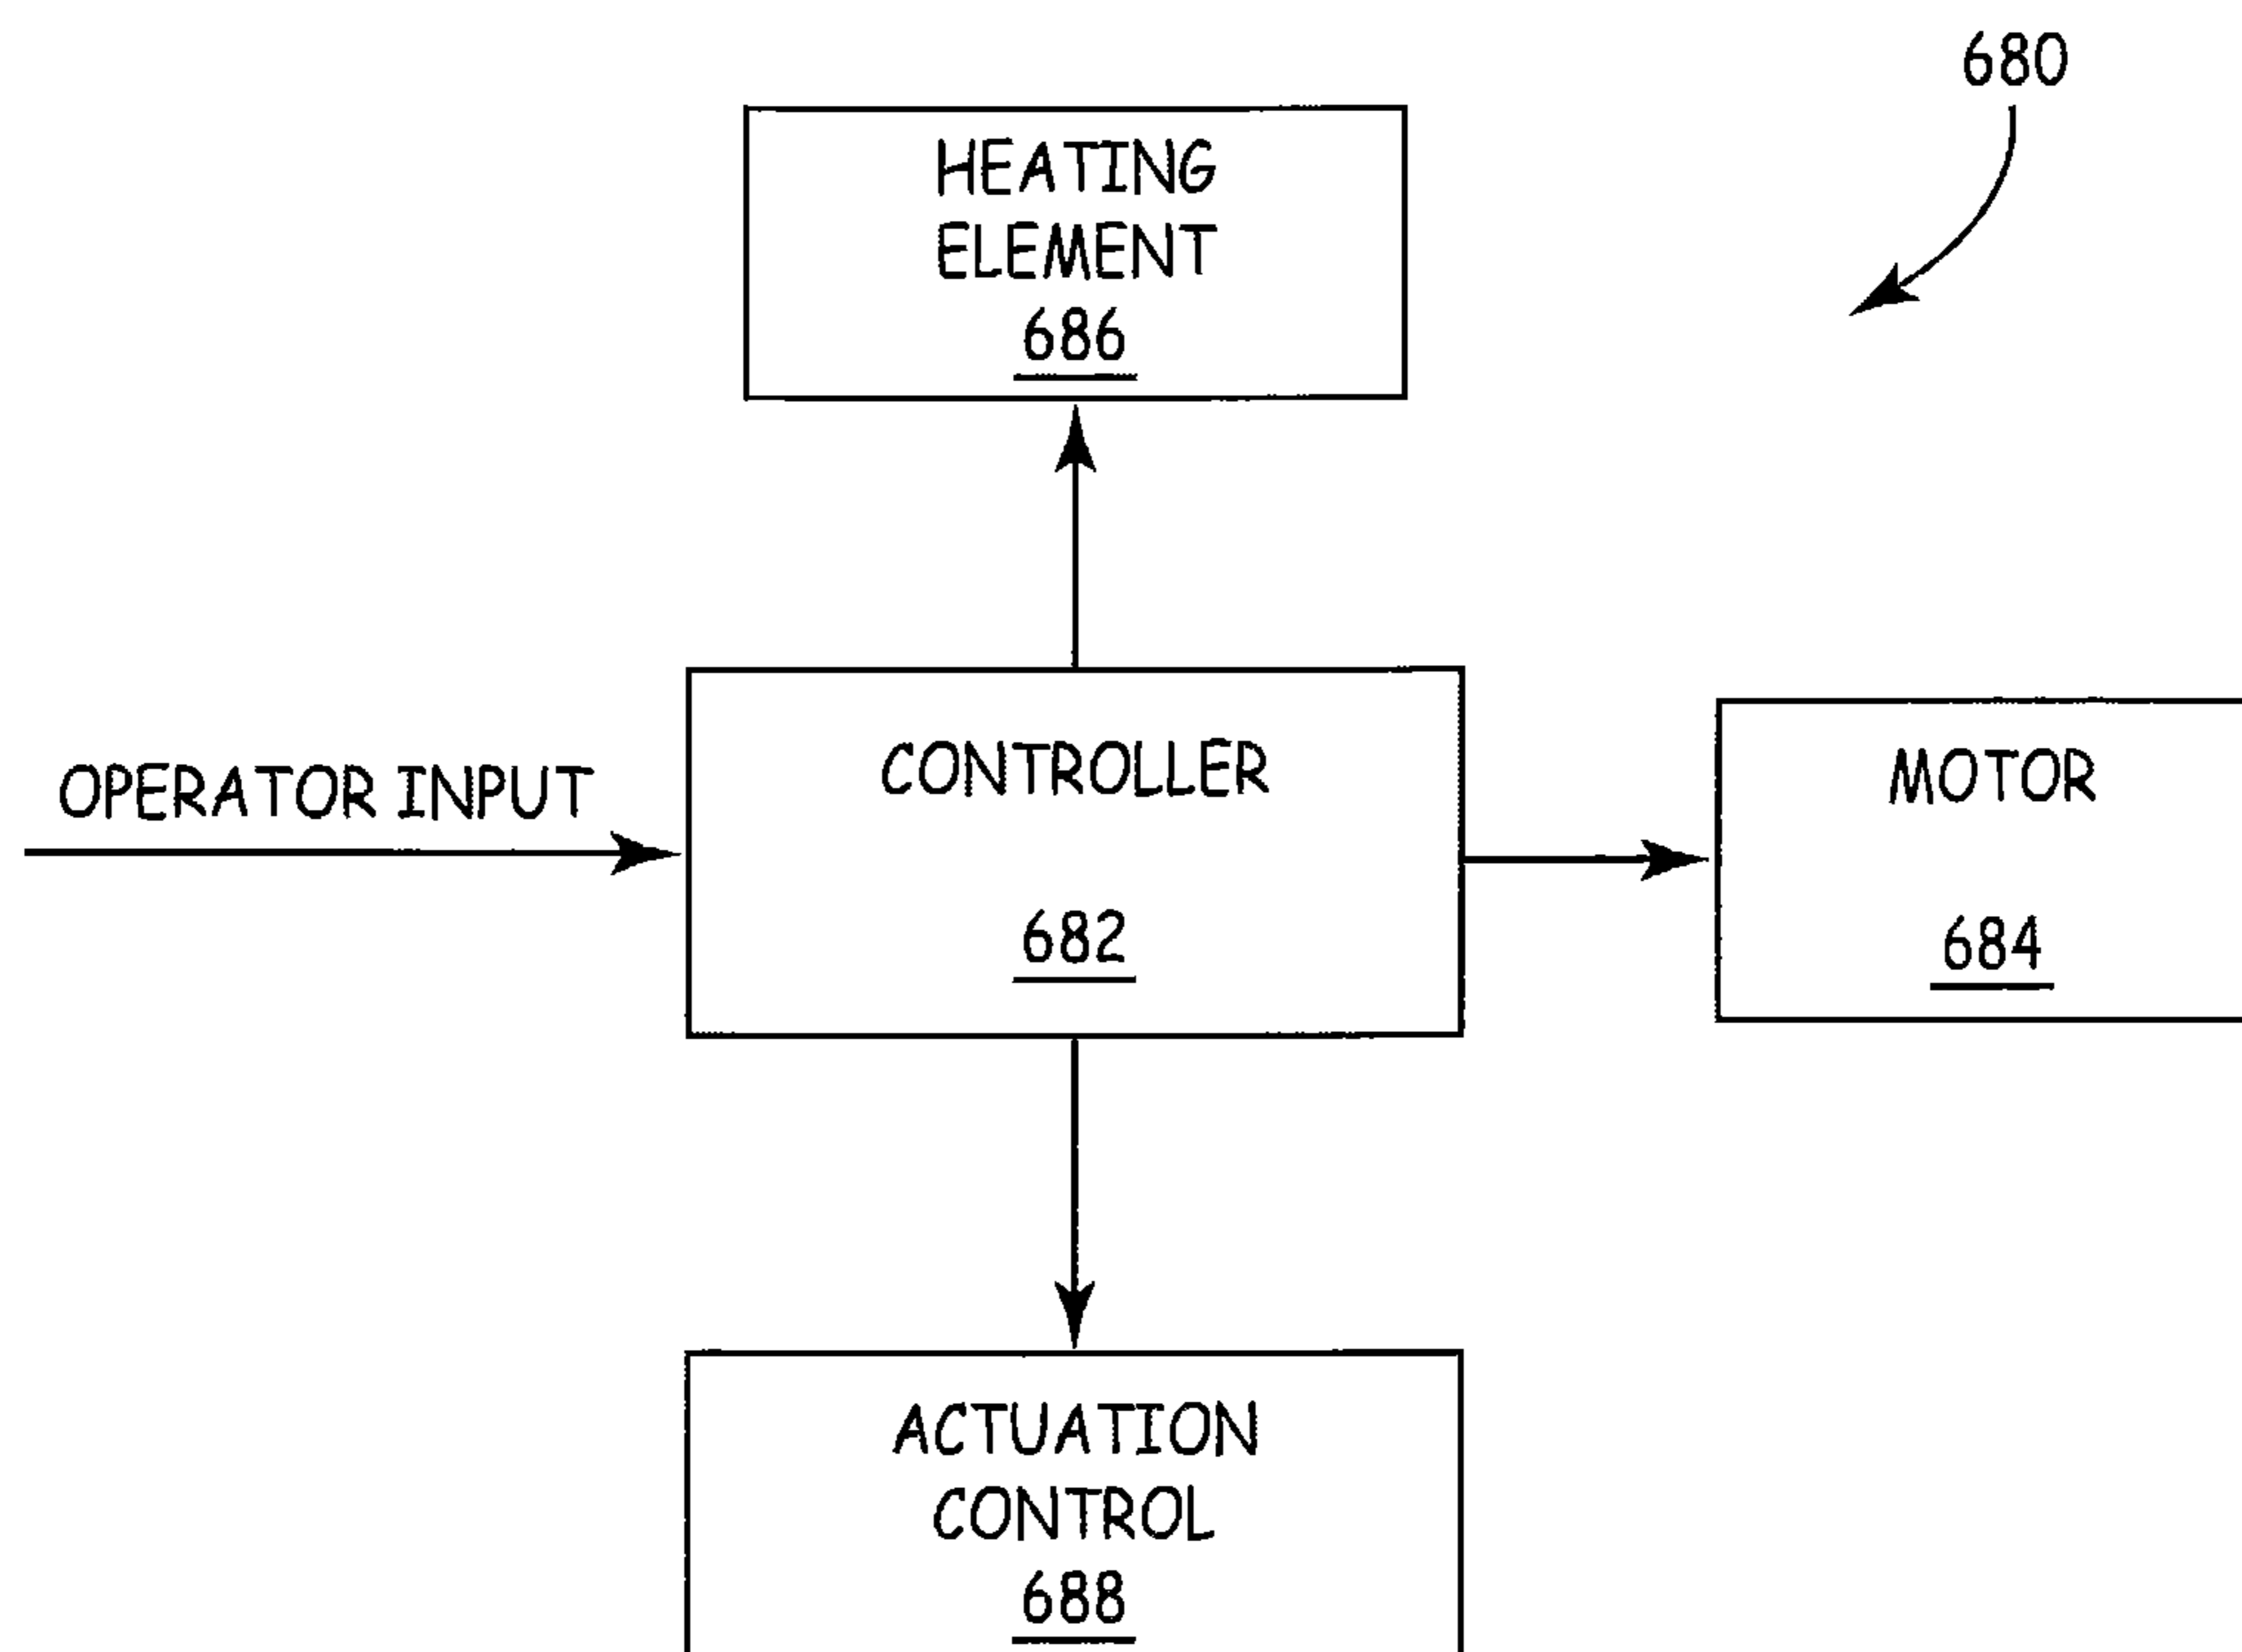 680
HEATING
ELEMENT
686
OPERATOR INPUT
CONTROLLER
682
MOTOR
684
ACTUATION
CONTROL
688